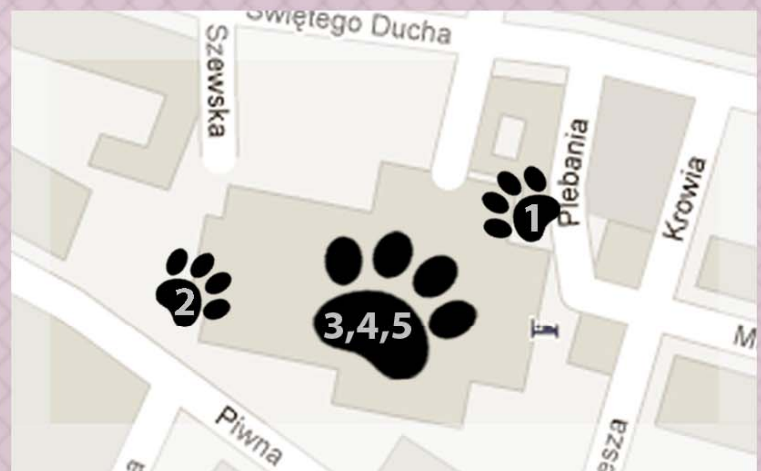 Świętego Ducha
Szewska
Plebania
Krowia
1
2
3,4,5
M
Piwna
esza
a